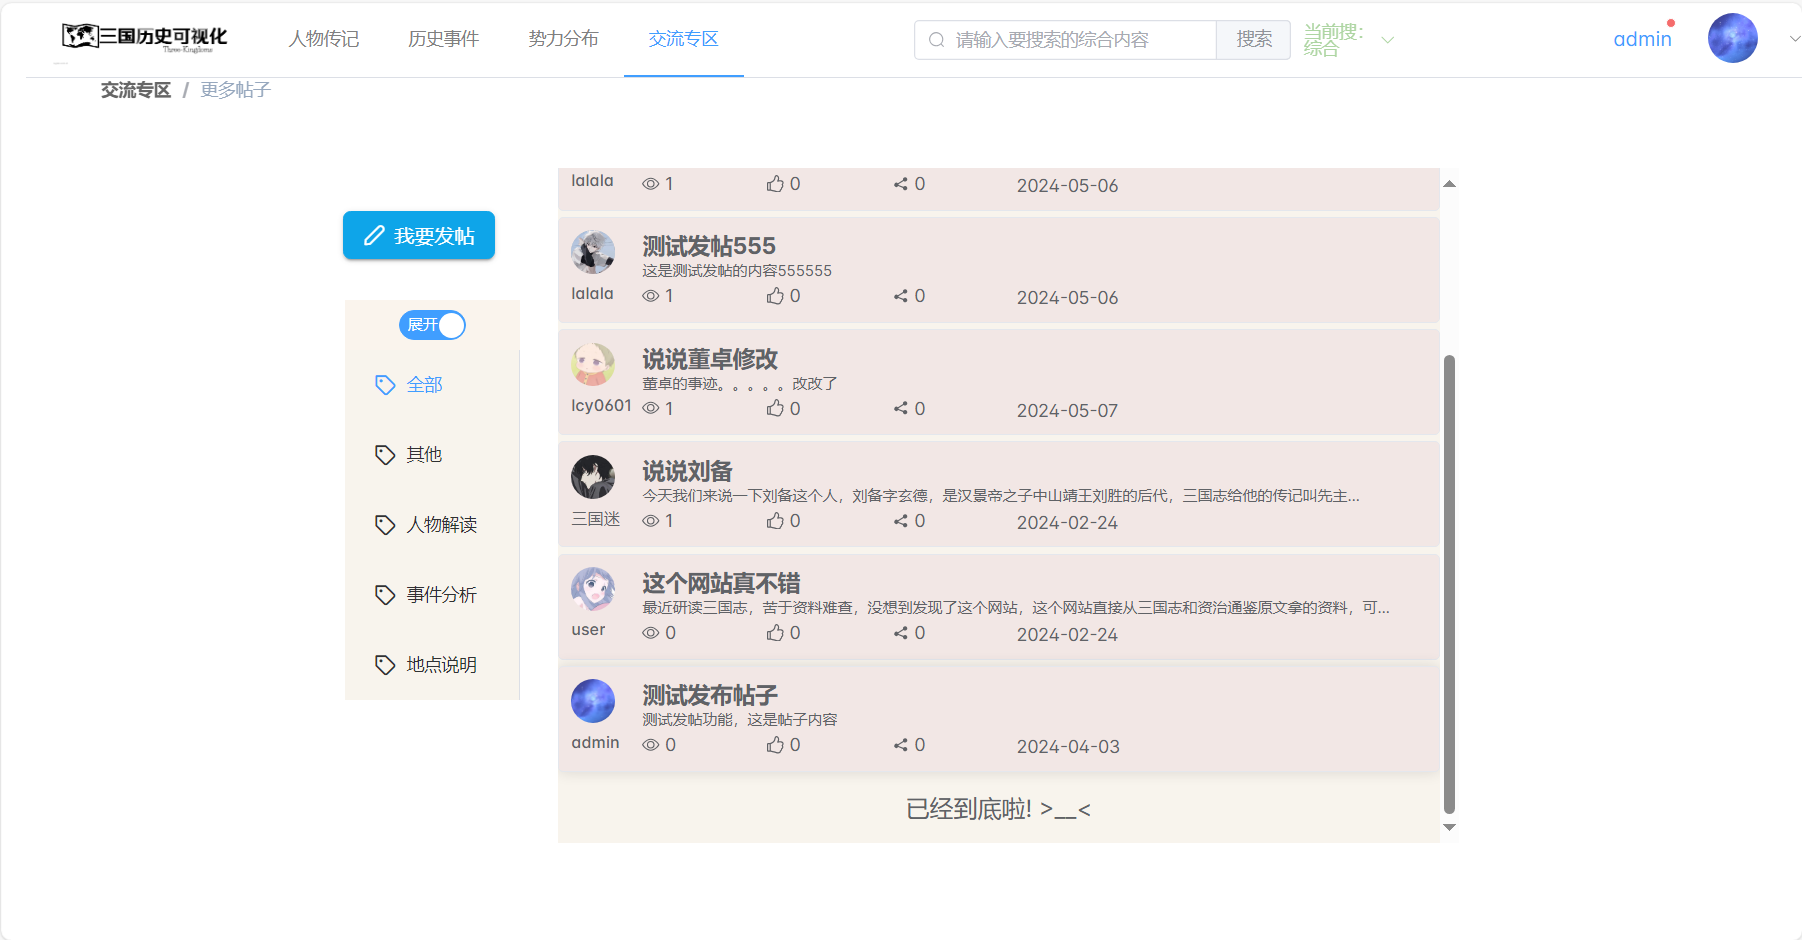 三国历史可视化
Three-Kingdoms
人物传记
历史事件
势力分布
交流专区
请输入要搜索的综合内容
搜索
当前搜：
综合
admin
交流专区 / 更多帖子
我要发帖
展开
全部
其他
人物解读
事件分析
地点说明
lalala
1 0 0 2024-05-06
测试发帖555
这是测试发帖的内容555555
lalala
1 0 0 2024-05-06
说说董卓修改
董卓的事迹。。。。。改改了
lcy0601
1 0 0 2024-05-07
说说刘备
今天我们来说一下刘备这个人，刘备字玄德，是汉景帝之子中山靖王刘胜的后代，三国志给他的传记叫先主...
三国迷
1 0 0 2024-02-24
这个网站真不错
最近研读三国志，苦于资料难查，没想到发现了这个网站，这个网站直接从三国志和资治通鉴原文拿的资料，可...
user
0 0 0 2024-02-24
测试发布帖子
测试发帖功能，这是帖子内容
admin
0 0 0 2024-04-03
已经到底啦! >__<